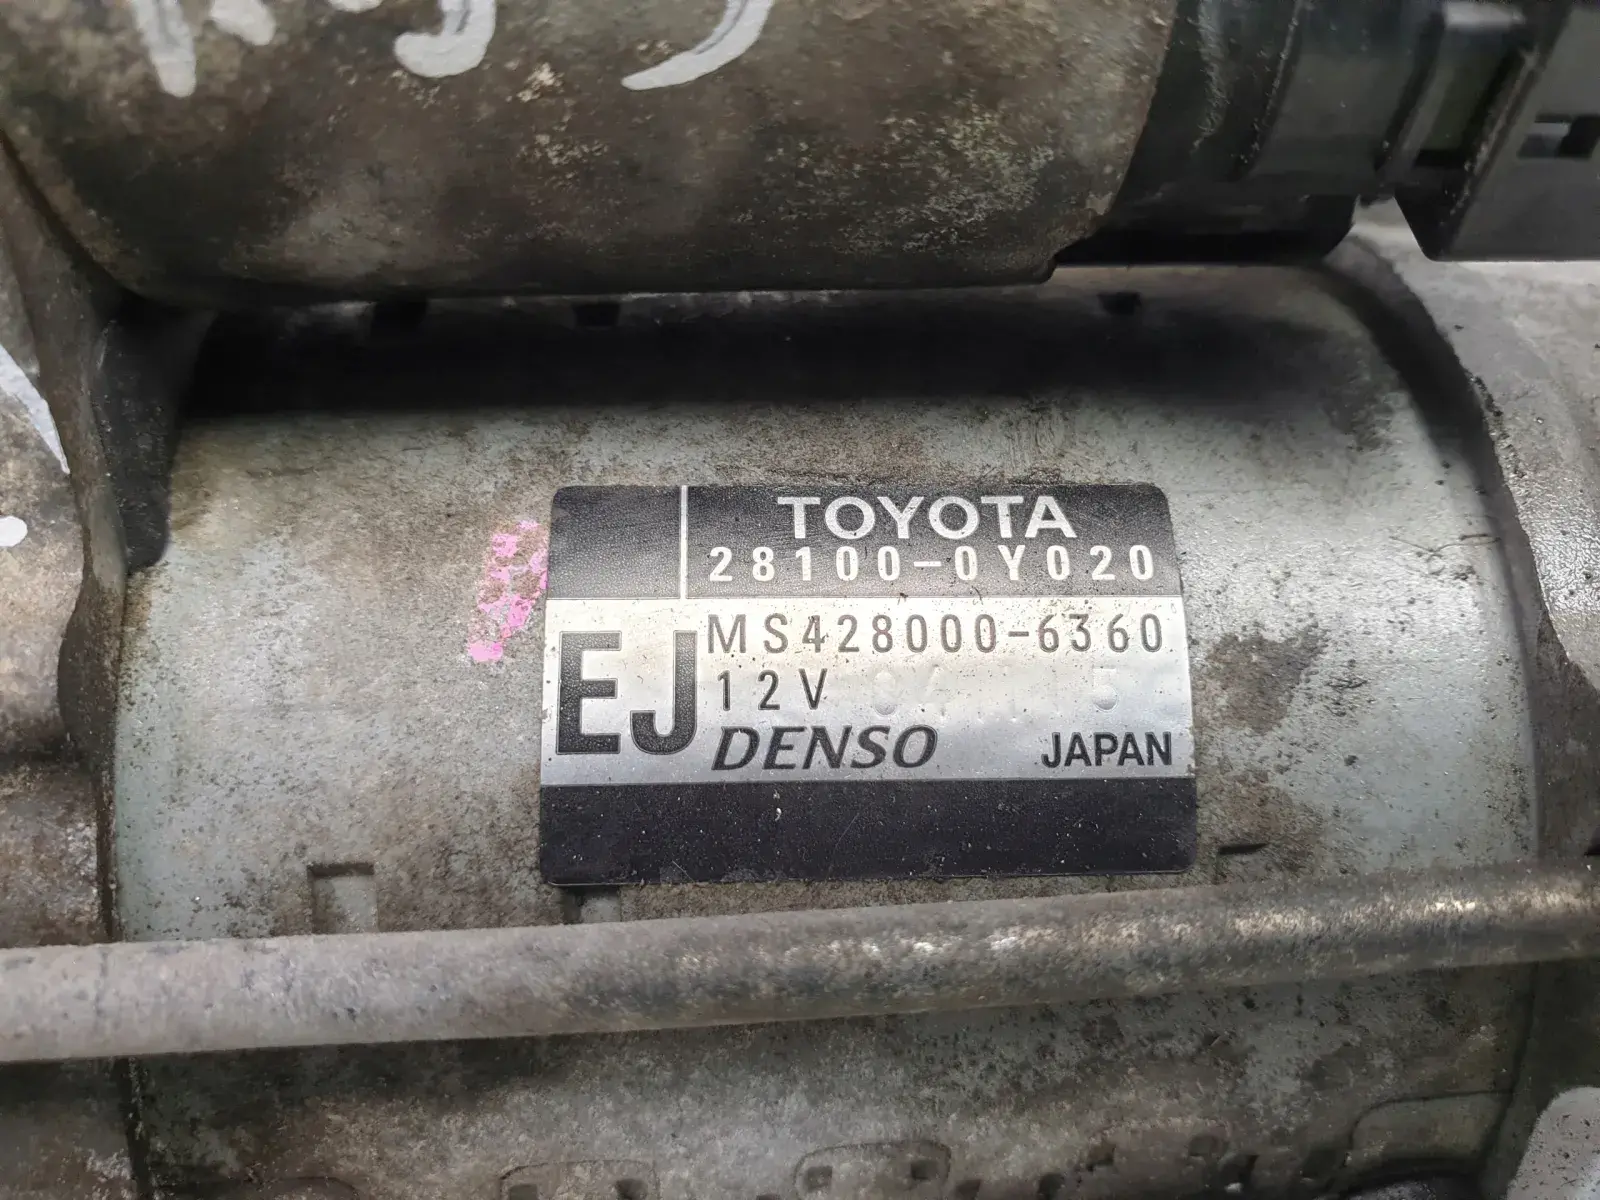 TOYOTA
28100-0Y020
EJ
MS428000-6360
12V
DENSO JAPAN